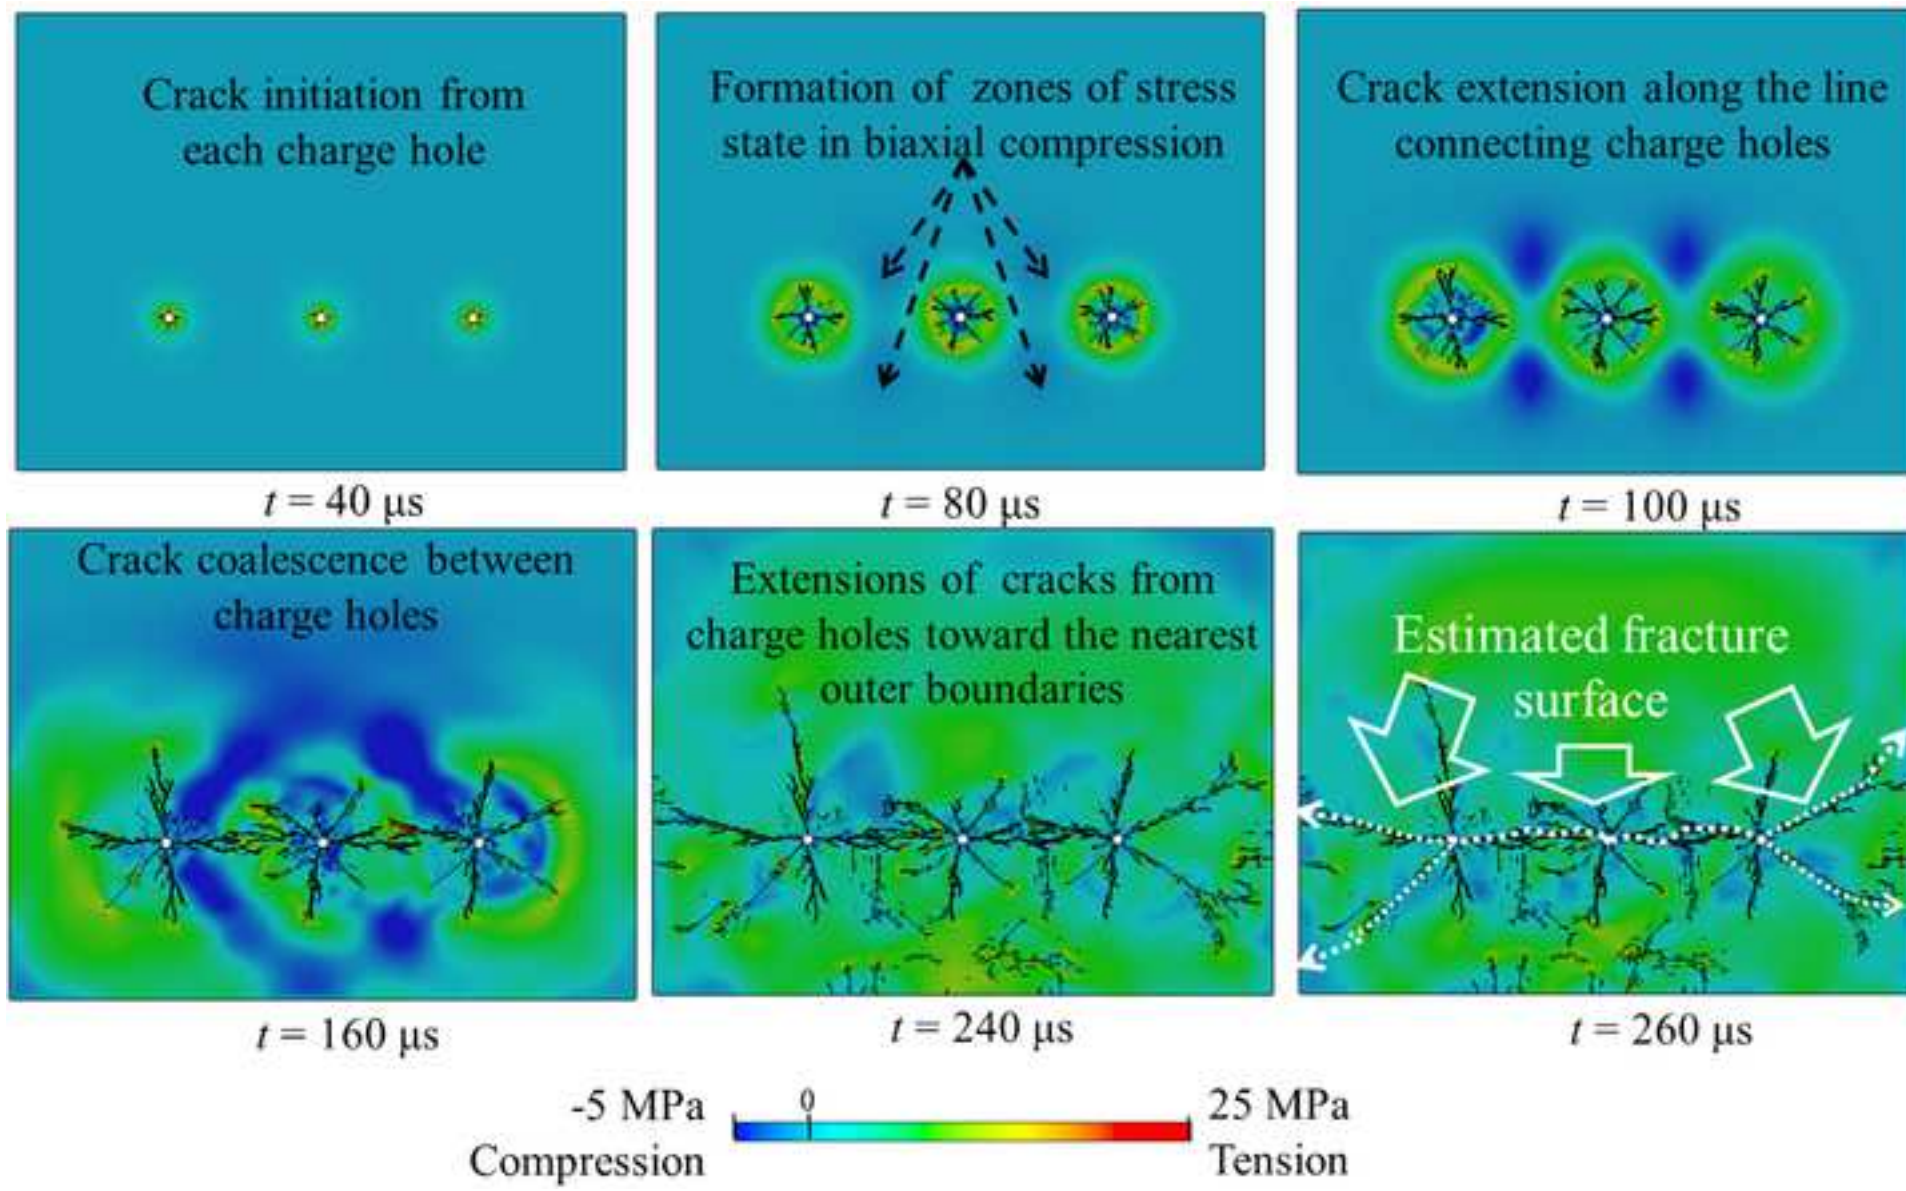 Crack initiation from
each charge hole
Formation of zones of stress
state in biaxial compression
Crack extension along the line
connecting charge holes
t = 40 μs
t = 80 μs
t = 100 μs
Crack coalescence between
charge holes
Extensions of cracks from
charge holes toward the nearest
outer boundaries
Estimated fracture
surface
t = 160 μs
t = 240 μs
t = 260 μs
-5 MPa
0
25 MPa
Compression
Tension